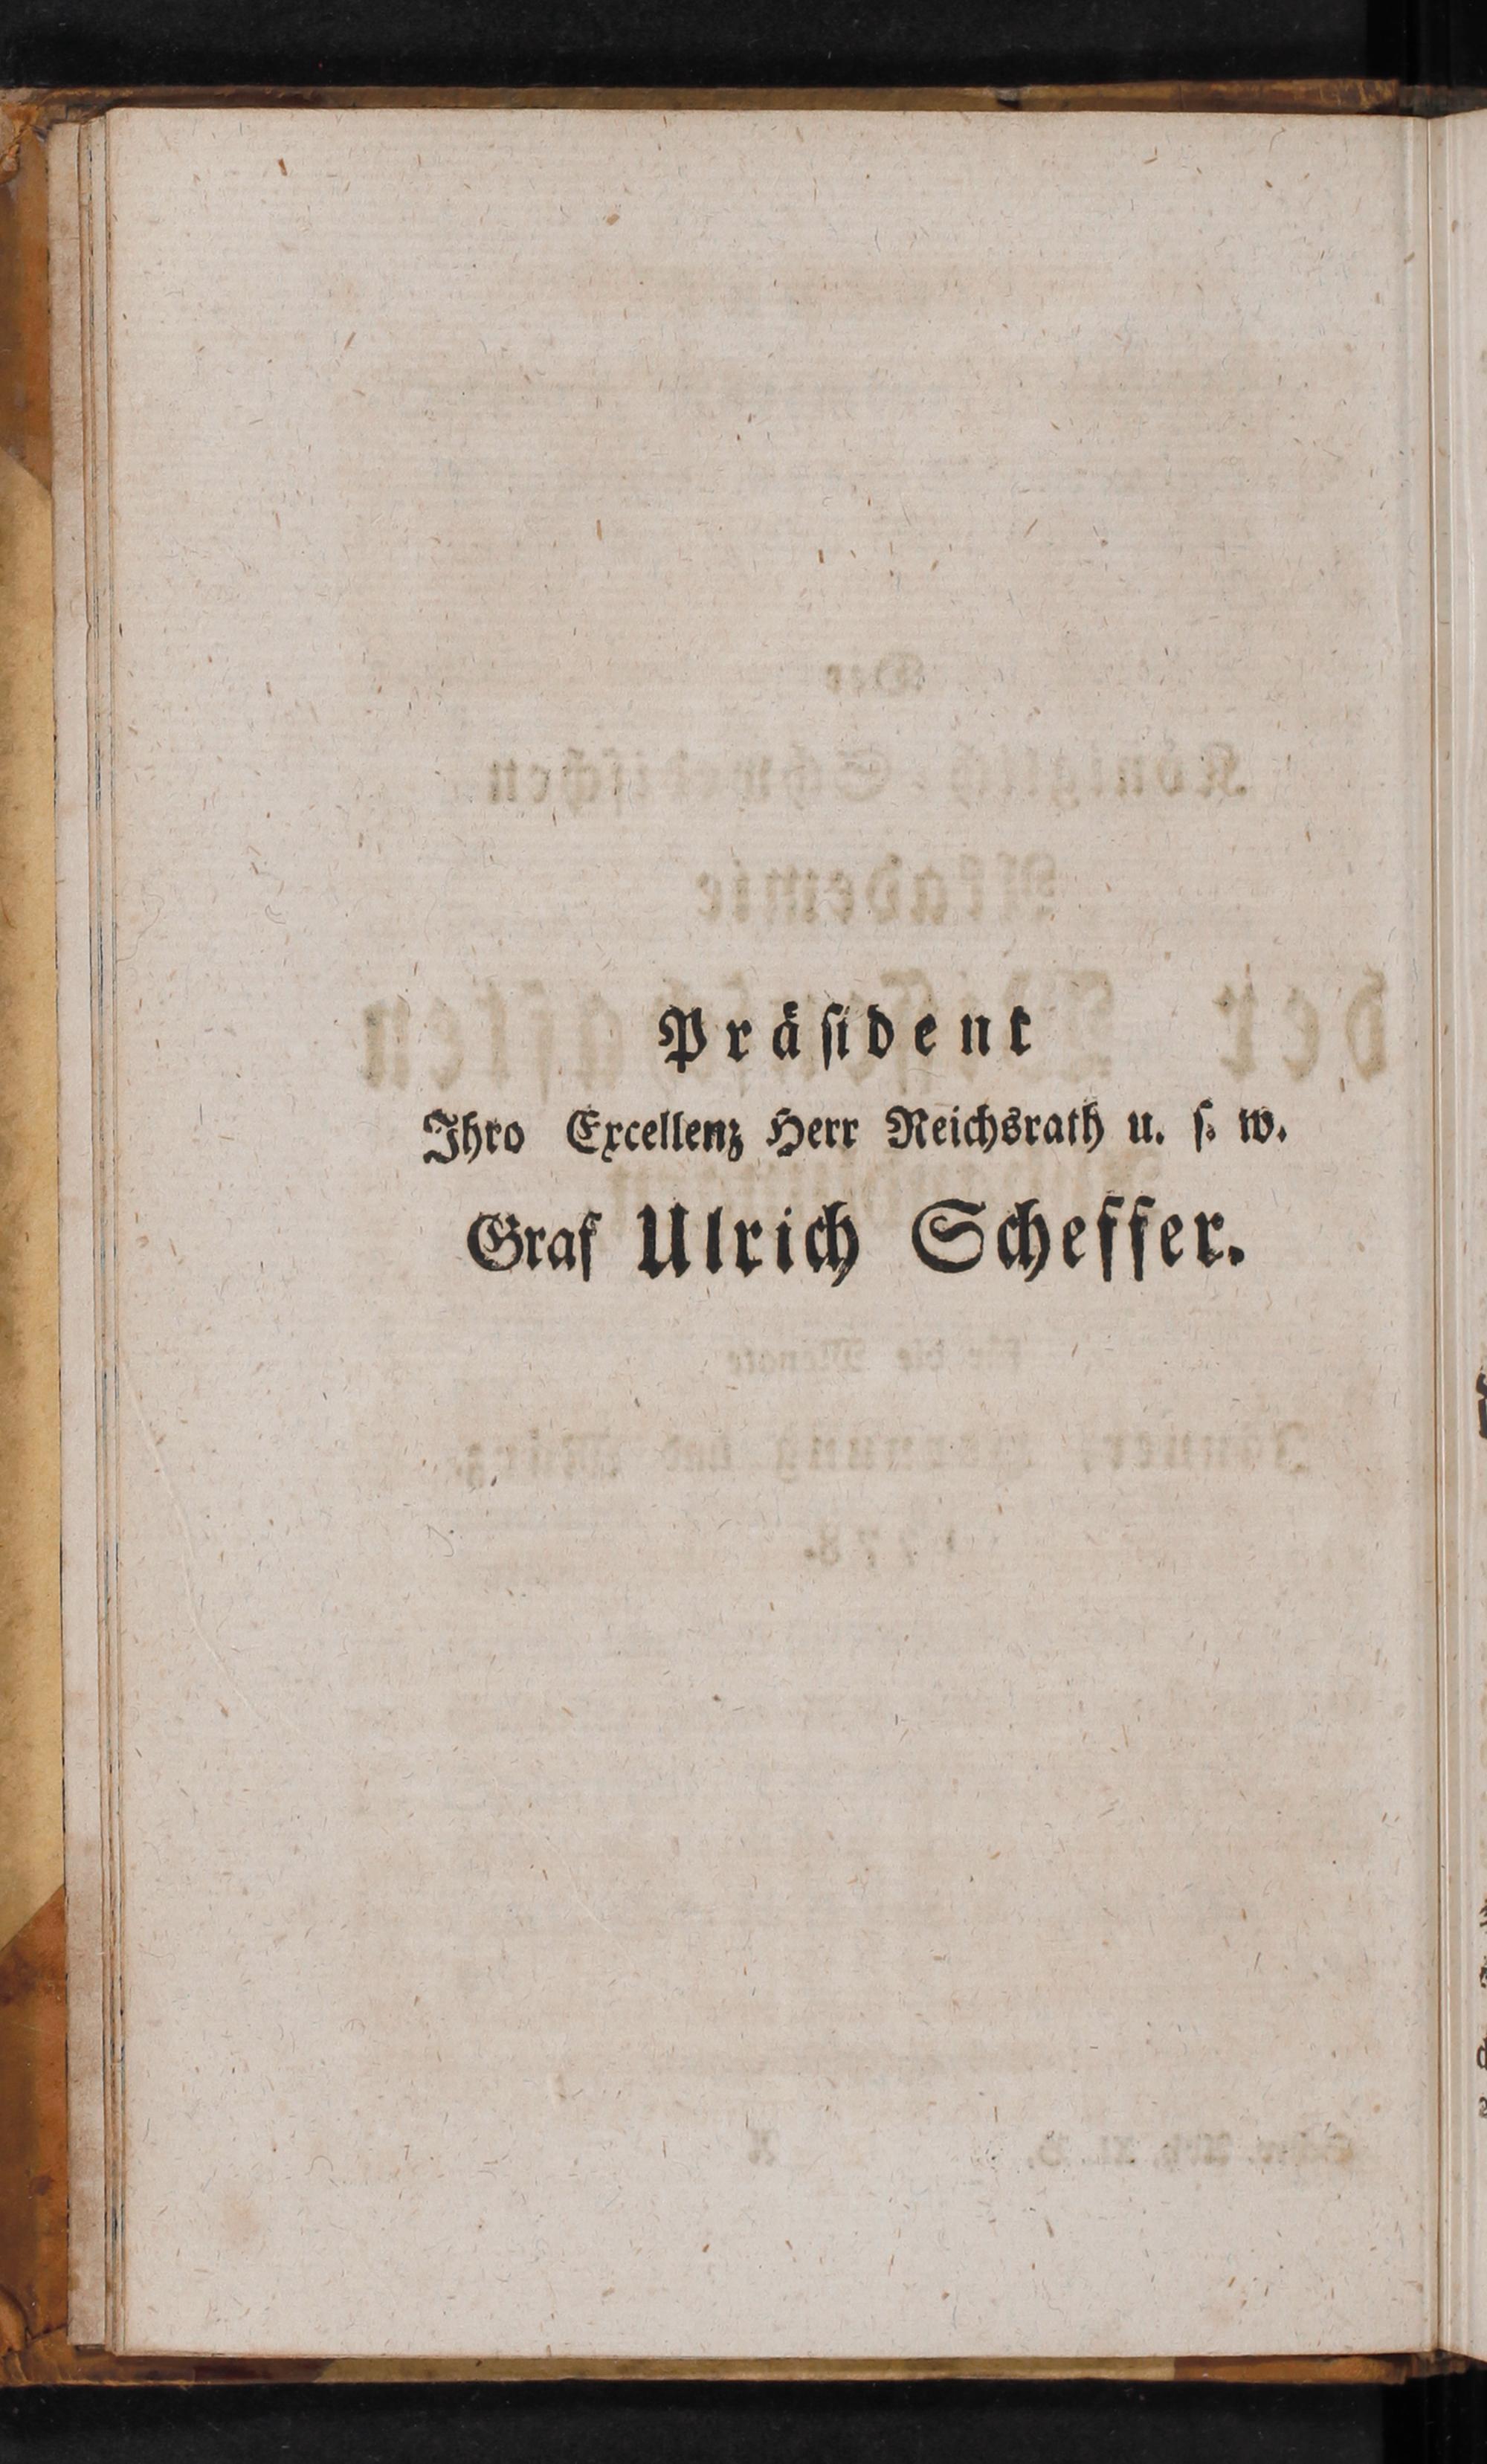 Präſident
Ihro Excellenz Herr Reichsrath u. ſ. w.
Graf Ulrich Scheffer.